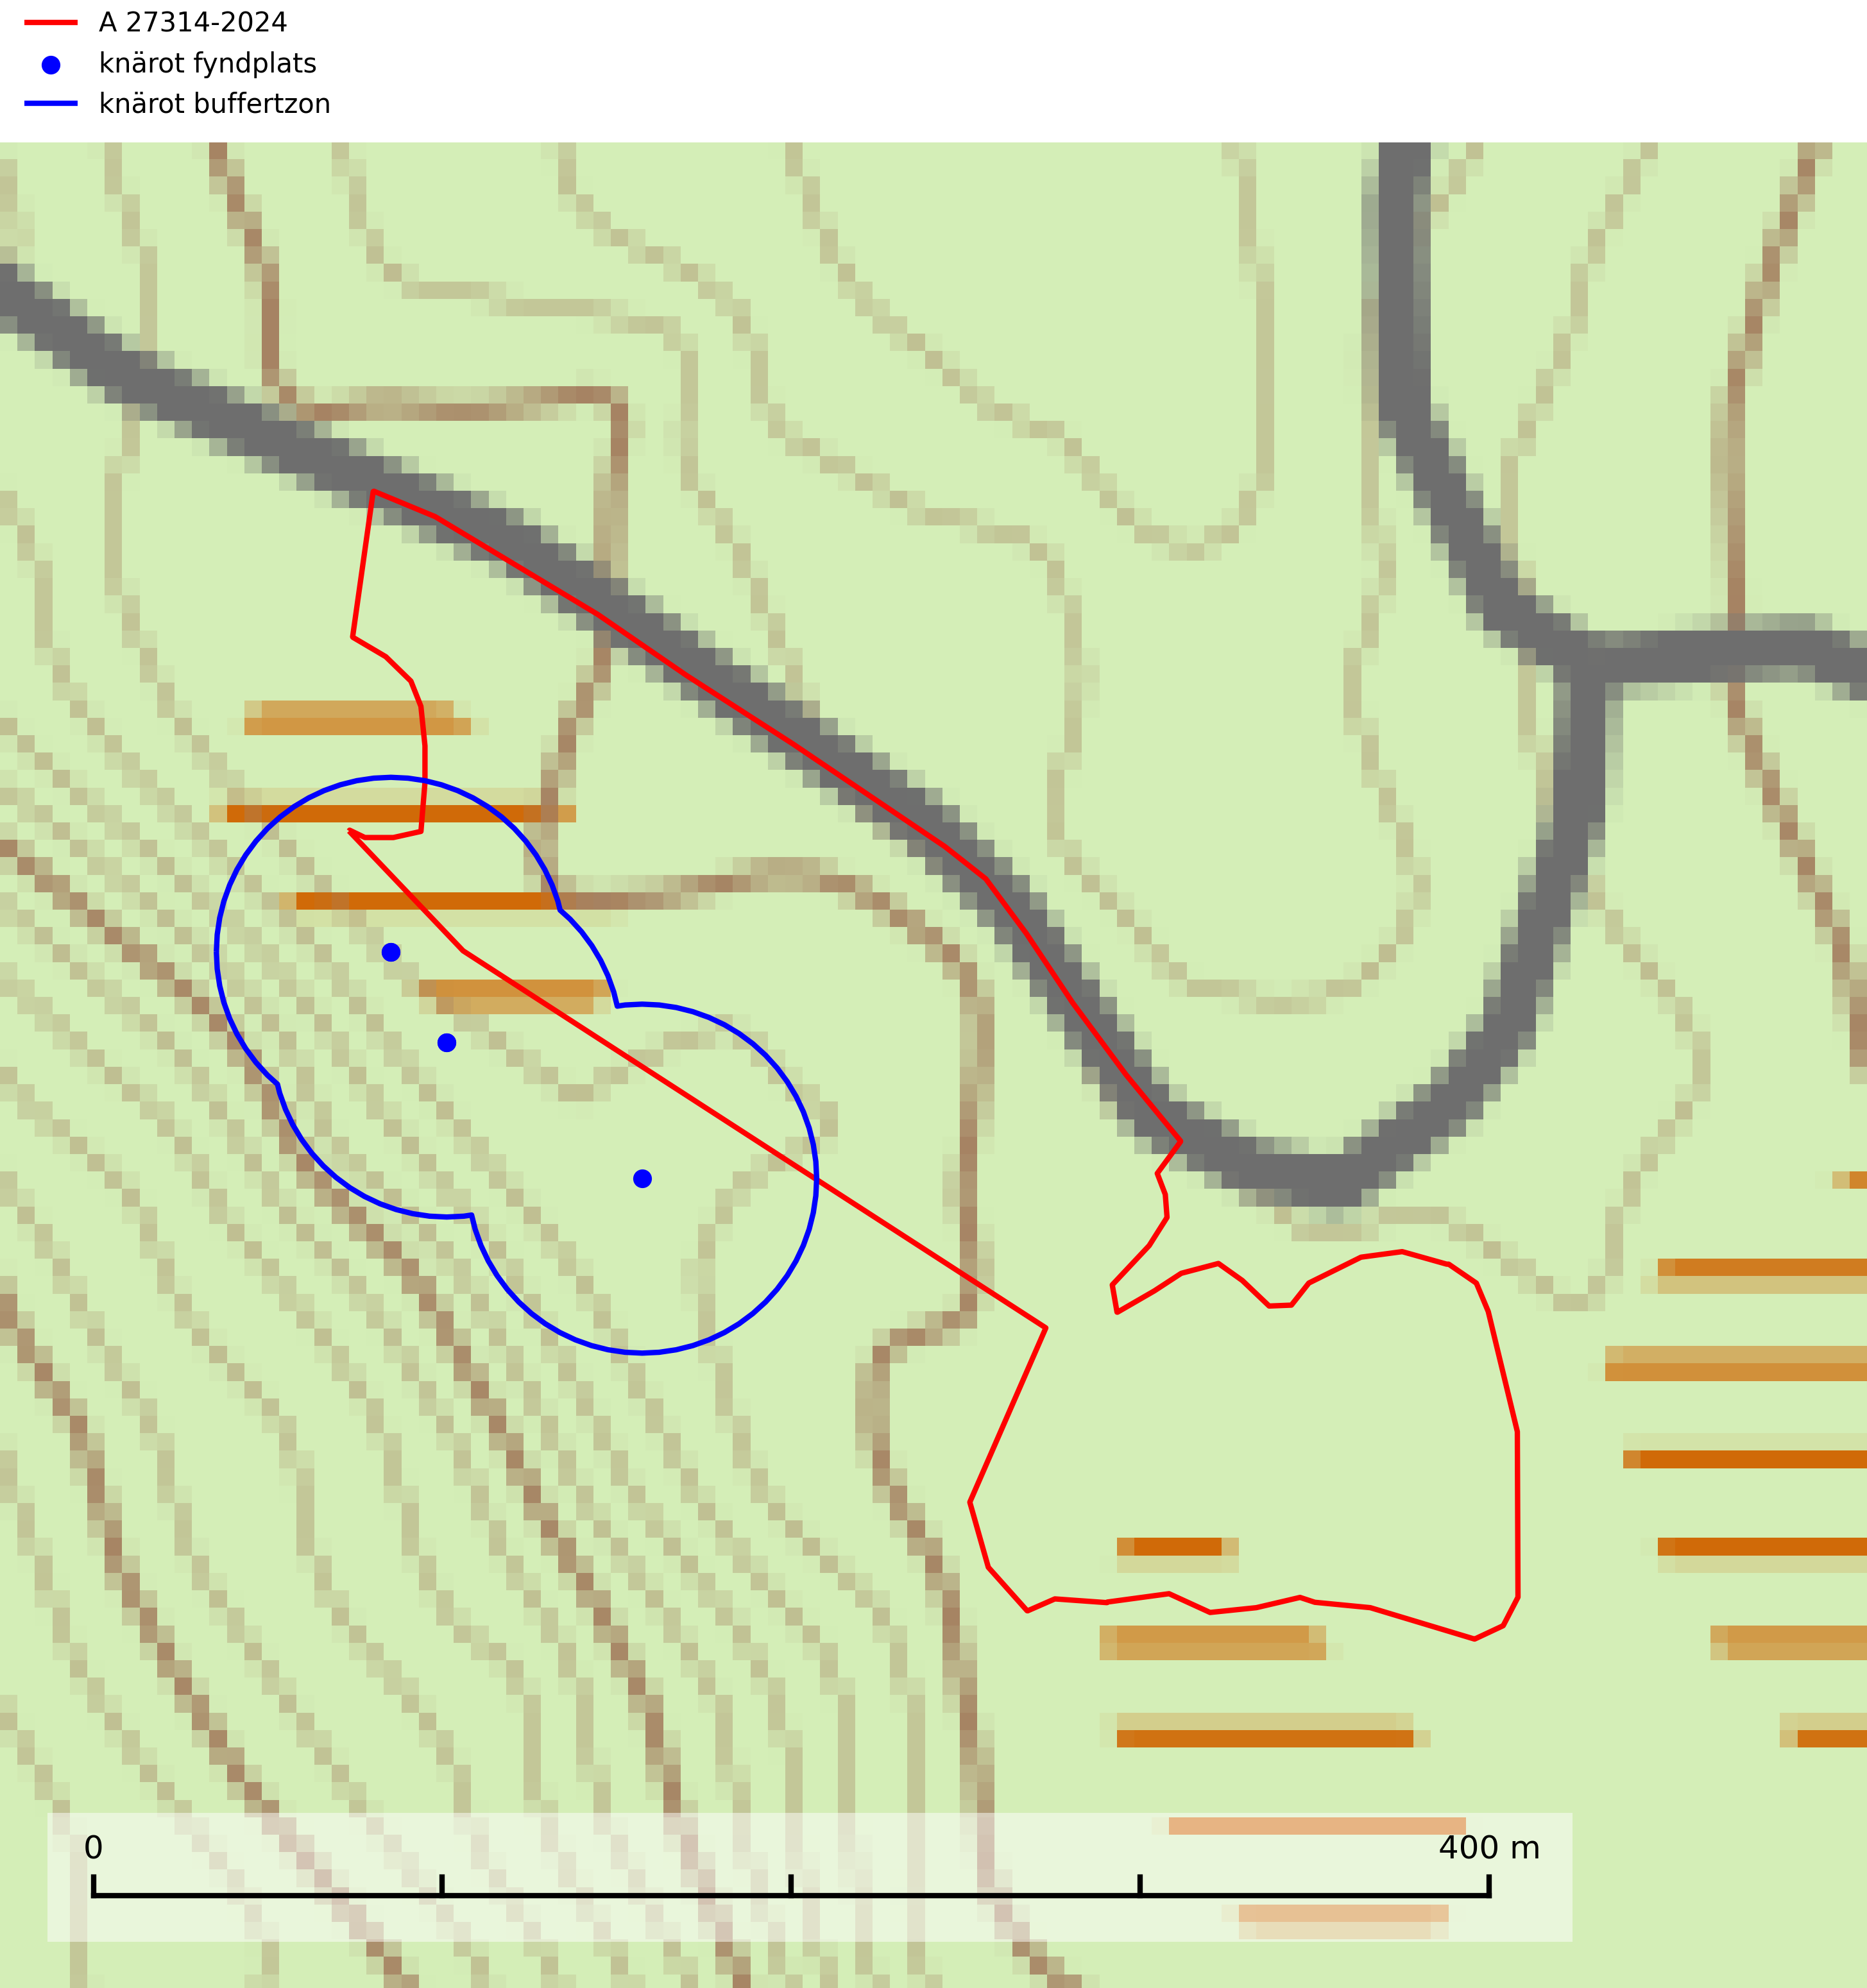 A 27314-2024
knärot fyndplats
knärot buffertzon
0
400 m